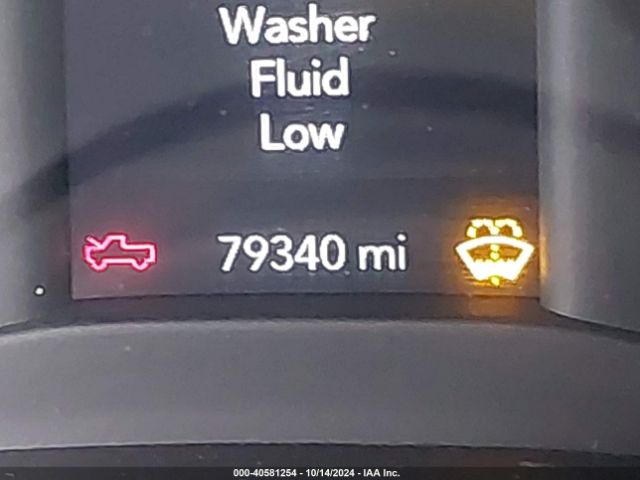 Washer
Fluid
Low
79340 mi
000-40581254 - 10/14/2024 - IAA Inc.